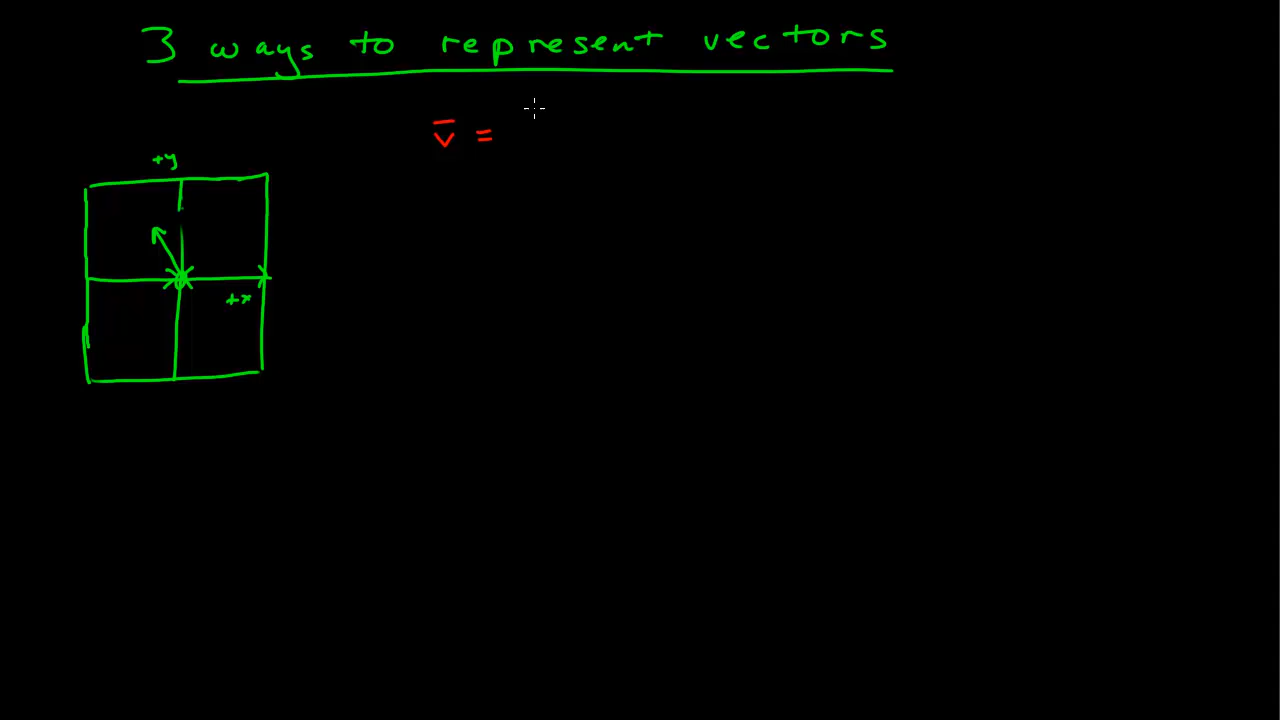 3 ways to represent vectors
v̅ =
+y
+x